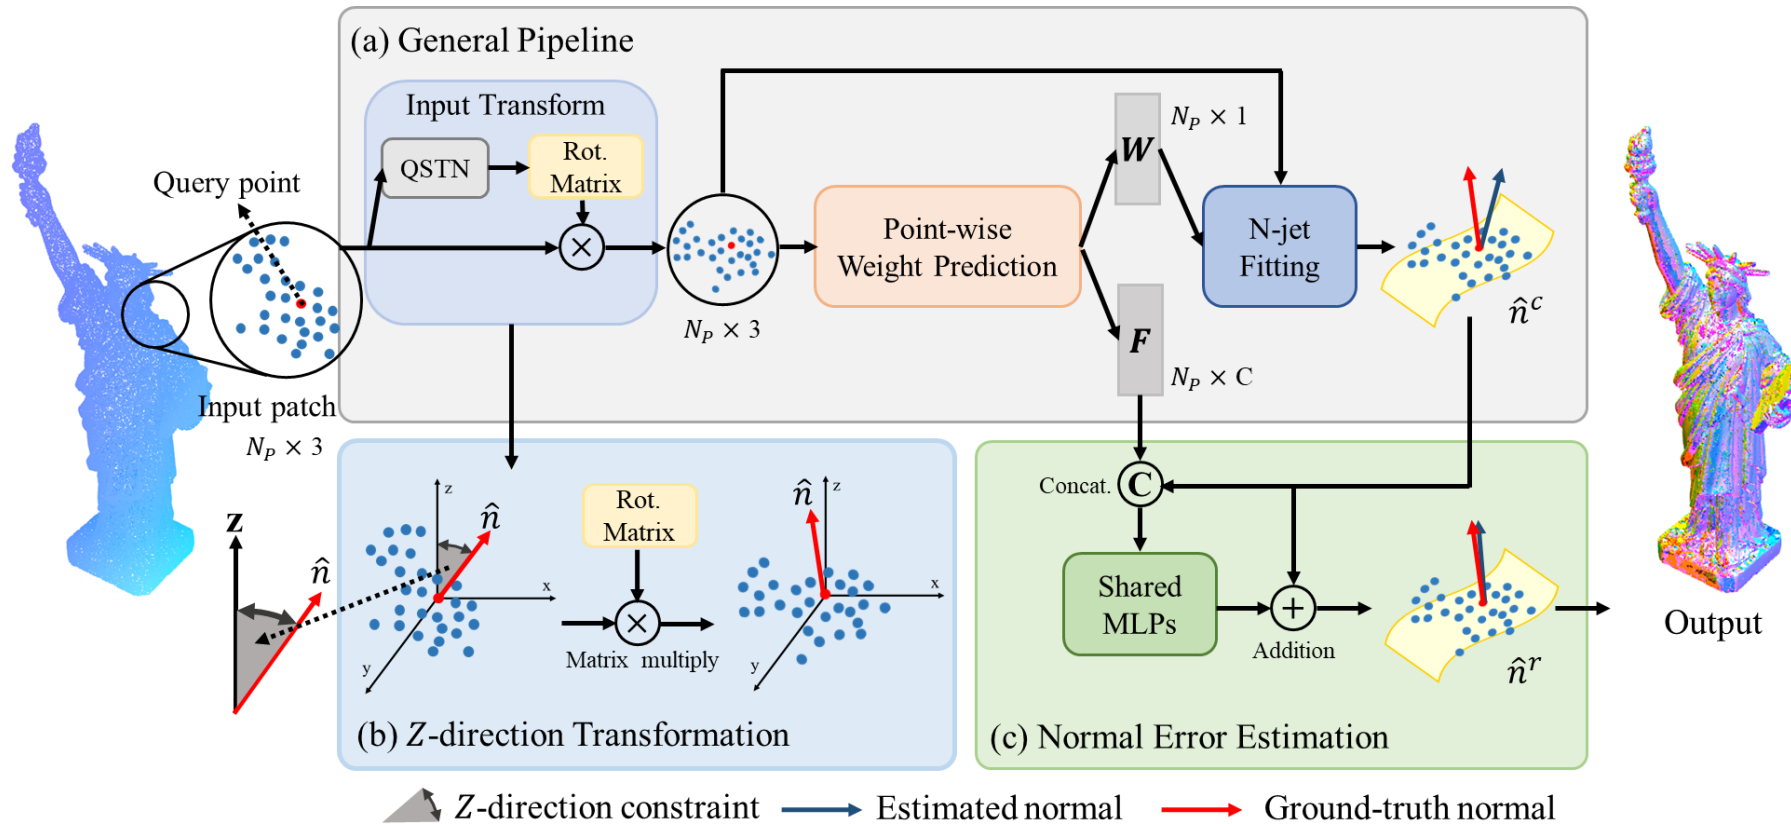 (a) General Pipeline
Input Transform
QSTN
Rot.
Matrix
×
Query point
Input patch
N_P × 3
N_P × 3
Point-wise
Weight Prediction
W
N_P × 1
F
N_P × C
N-jet
Fitting
n̂^c
z
n̂
z
n̂
x
y
Rot.
Matrix
×
Matrix multiply
n̂
z
x
y
(b) Z-direction Transformation
Concat.
C
Shared
MLPs
+
Addition
n̂^r
(c) Normal Error Estimation
Output
Z-direction constraint
Estimated normal
Ground-truth normal